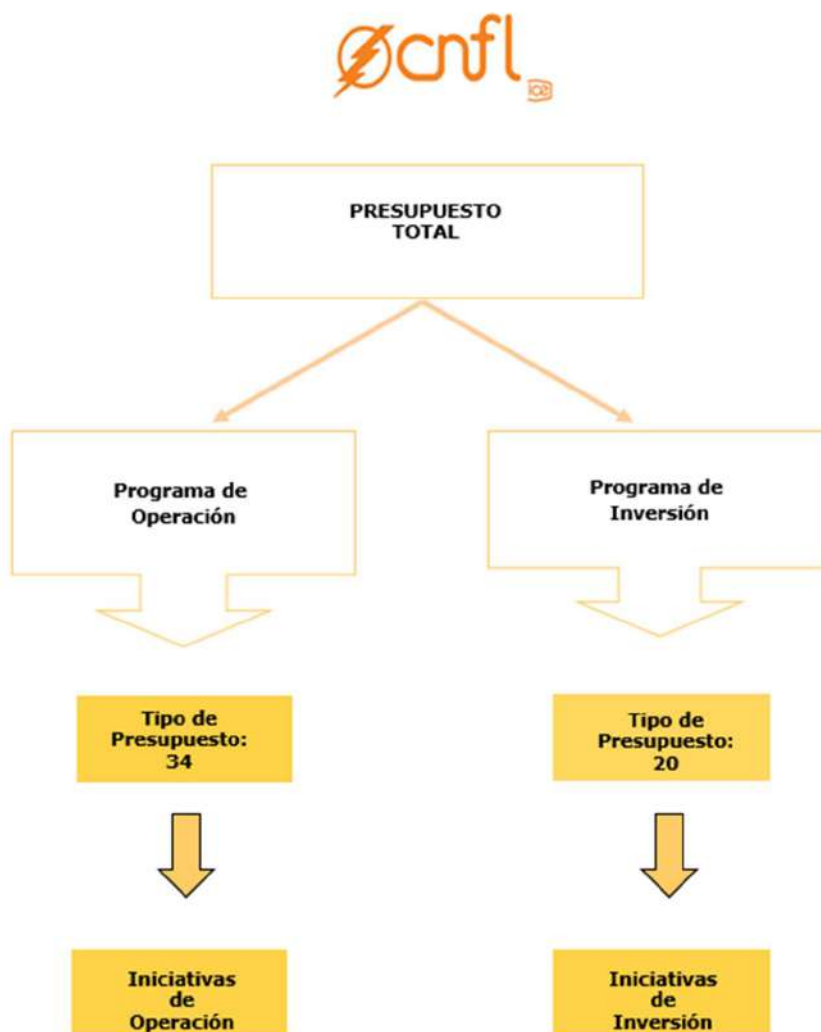 cnfl
ice
PRESUPUESTO
TOTAL
Programa de
Operación
Programa de
Inversión
Tipo de
Presupuesto:
34
Tipo de
Presupuesto:
20
Iniciativas
de
Operación
Iniciativas
de
Inversión